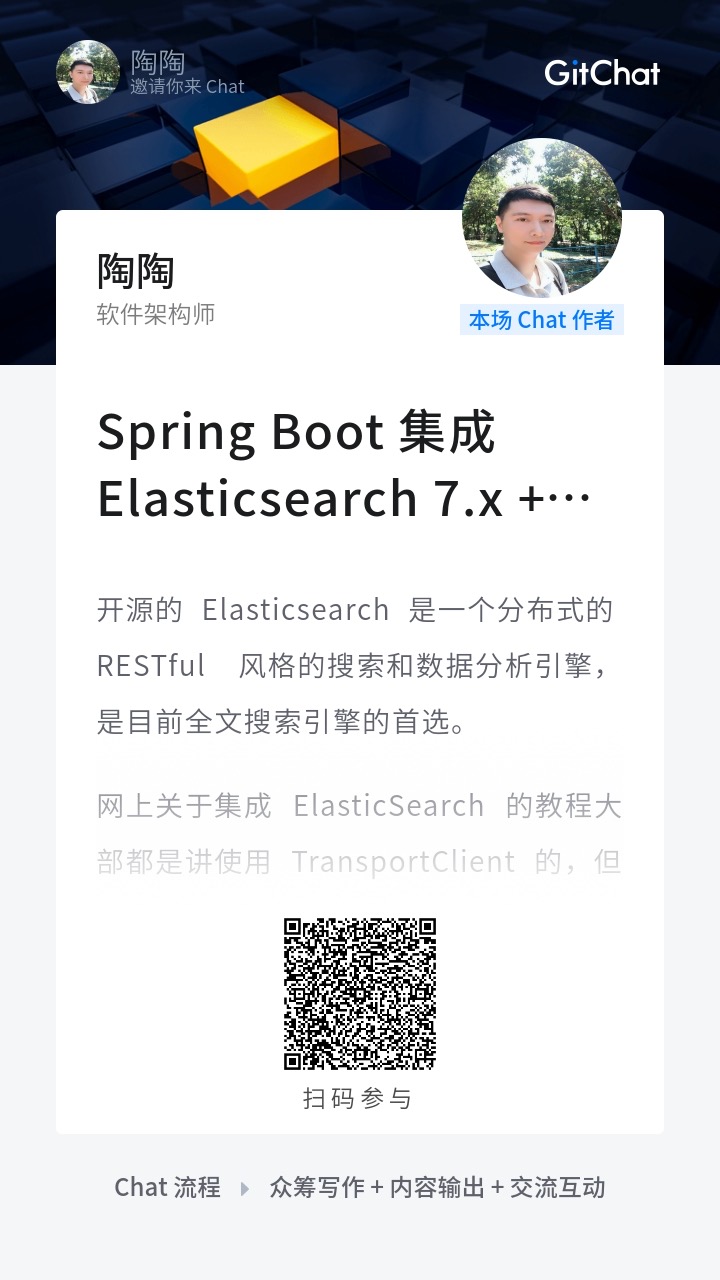 陶陶
邀请你来 Chat
GitChat
陶陶
软件架构师
本场 Chat 作者
Spring Boot 集成
Elasticsearch 7.x +⋯
开源的 Elasticsearch 是一个分布式的
RESTful 风格的搜索和数据分析引擎，
是目前全文搜索引擎的首选。
网上关于集成 ElasticSearch 的教程大
部都是讲使用 TransportClient 的，但
扫码参与
Chat 流程 ▸ 众筹写作 + 内容输出 + 交流互动